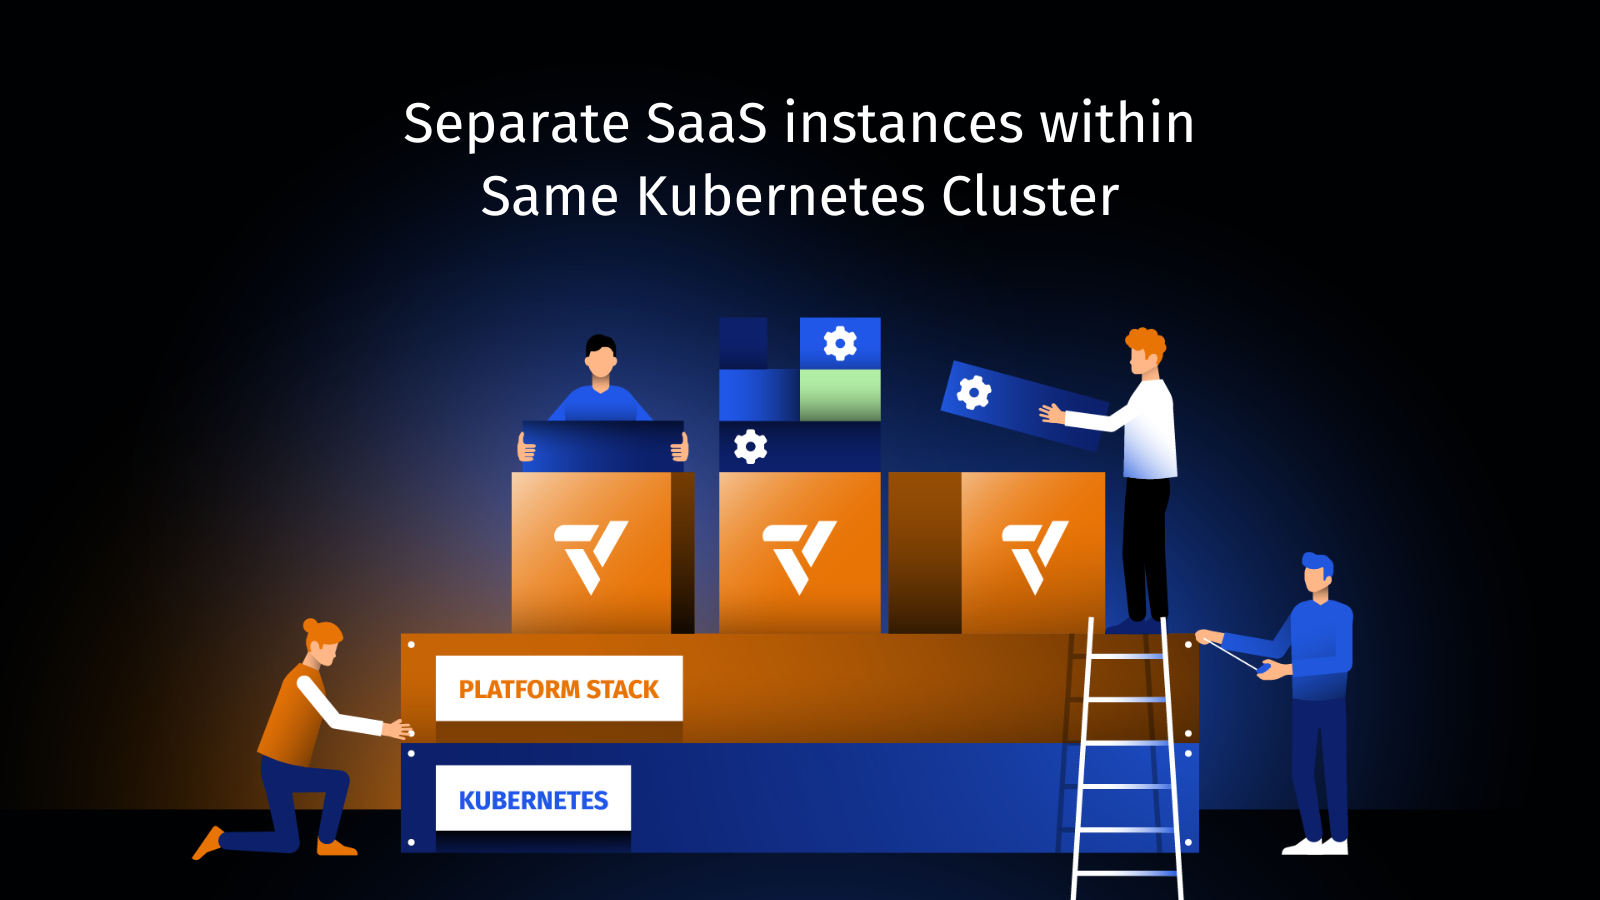 Separate SaaS instances within
Same Kubernetes Cluster
PLATFORM STACK
KUBERNETES